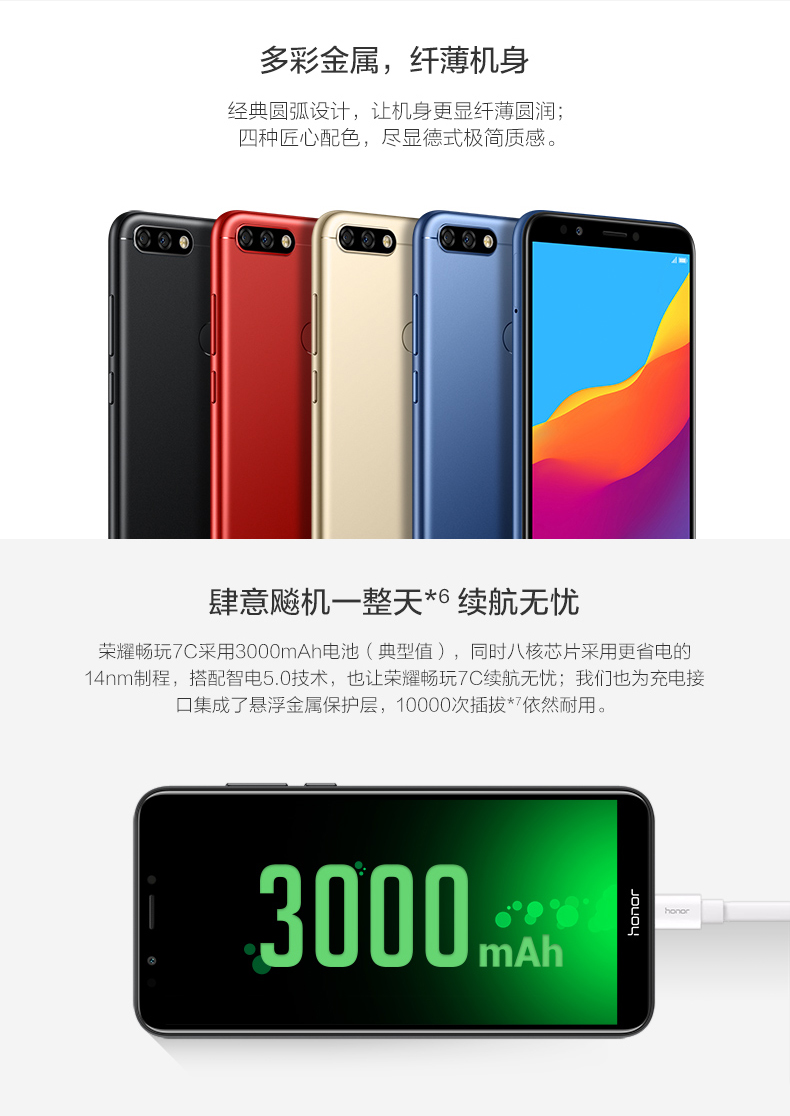 多彩金属，纤薄机身
经典圆弧设计，让机身更显纤薄圆润；
四种匠心配色，尽显德式极简质感。
肆意飚机一整天*6 续航无忧
荣耀畅玩7C采用3000mAh电池（典型值），同时八核芯片采用更省电的
14nm制程，搭配智电5.0技术，也让荣耀畅玩7C续航无忧；我们也为充电接
口集成了悬浮金属保护层，10000次插拔*7依然耐用。
3000 mAh
honor
honor